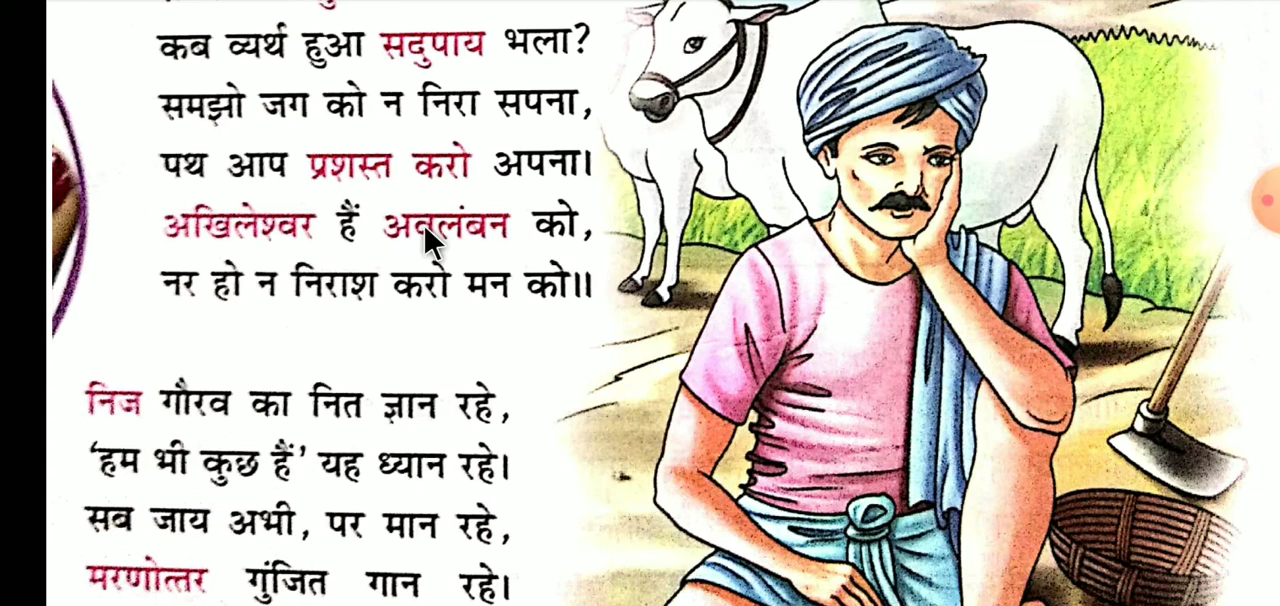 कब व्यर्थ हुआ सदुपाय भला?
समझो जग को न निरा सपना,
पथ आप प्रशस्त करो अपना।
अखिलेश्वर हैं अवलंबन को,
नर हो न निराश करो मन को॥
निज गौरव का नित ज्ञान रहे,
‘हम भी कुछ हैं’ यह ध्यान रहे।
सब जाय अभी, पर मान रहे,
मरणोत्तर गुंजित गान रहे।